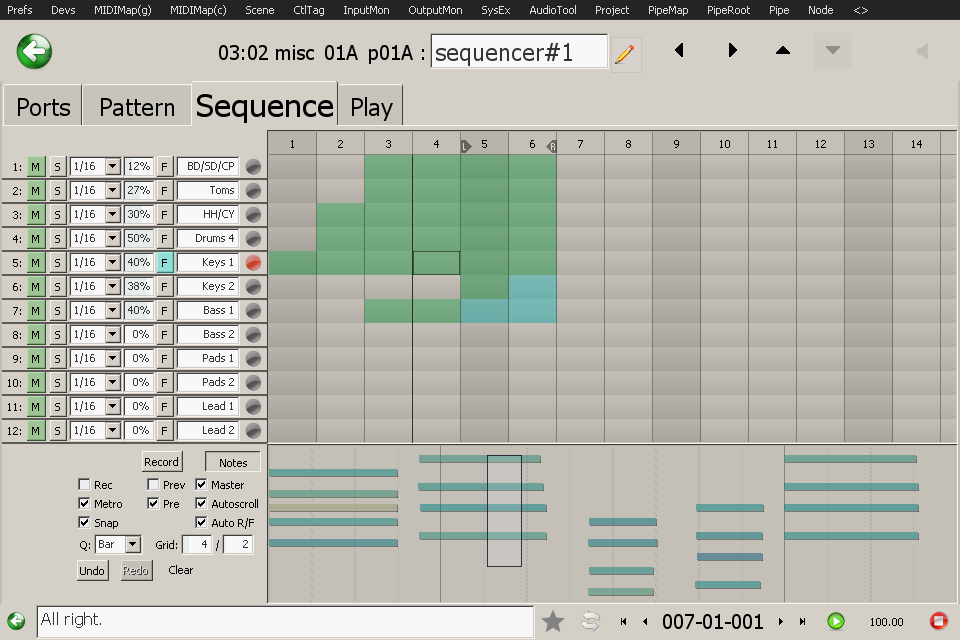 Prefs Devs MIDIMap(g) MIDIMap(c) Scene CtlTag InputMon OutputMon SysEx AudioTool Project PipeMap PipeRoot Pipe Node <>
03:02 misc 01A p01A : sequencer#1
Ports Pattern Sequence Play
1 2 3 4 L 5 6 R 7 8 9 10 11 12 13 14
1: M S 1/16 12% F BD/SD/CP
2: M S 1/16 27% F Toms
3: M S 1/16 30% F HH/CY
4: M S 1/16 50% F Drums 4
5: M S 1/16 40% F Keys 1
6: M S 1/16 38% F Keys 2
7: M S 1/16 40% F Bass 1
8: M S 1/16 0% F Bass 2
9: M S 1/16 0% F Pads 1
10: M S 1/16 0% F Pads 2
11: M S 1/16 0% F Lead 1
12: M S 1/16 0% F Lead 2
Record Notes
Rec Prev Master
Metro Pre Autoscroll
Snap Auto R/F
Q: Bar Grid: 4 / 2
Undo Redo Clear
All right. 007-01-001 100.00